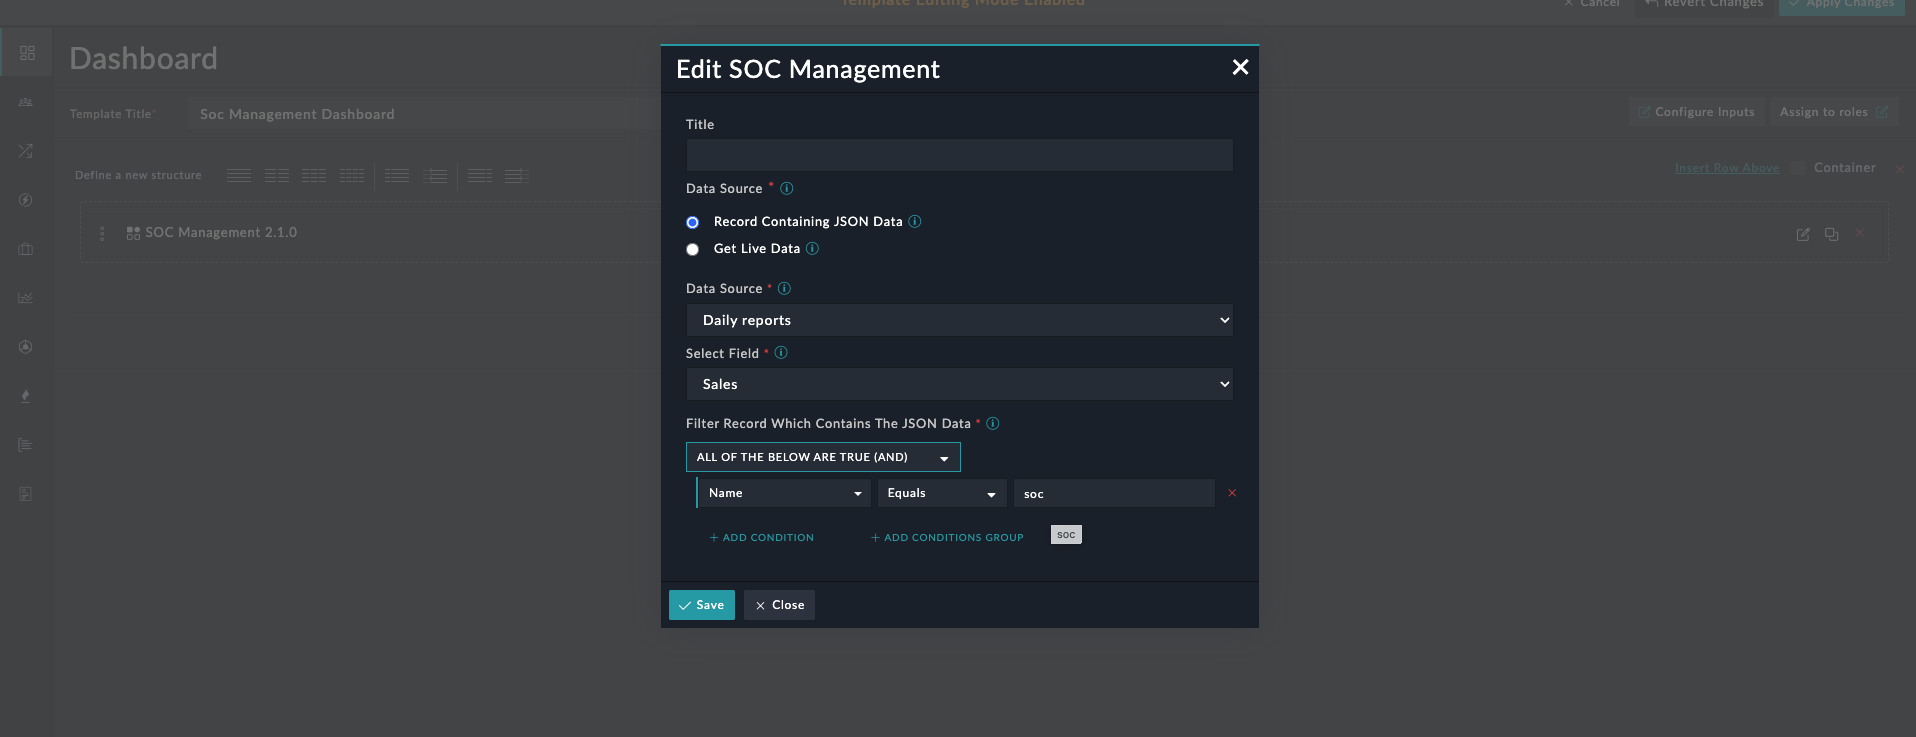 Template Editing Mode Enabled
Cancel
Revert Changes
Apply Changes
Dashboard
Edit SOC Management
Template Title*
Soc Management Dashboard
Configure Inputs
Assign to roles
Title
Define a new structure
Insert Row Above
Container
Data Source *
SOC Management 2.1.0
Record Containing JSON Data
Get Live Data
Data Source *
Daily reports
Select Field *
Sales
Filter Record Which Contains The JSON Data *
ALL OF THE BELOW ARE TRUE (AND)
Name
Equals
soc
+ ADD CONDITION
+ ADD CONDITIONS GROUP
soc
Save
Close